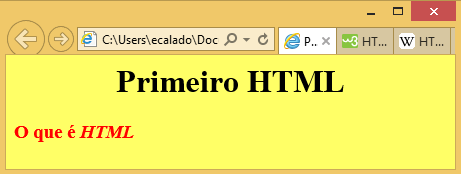 C:\Users\ecalado\Doc
P...
HT...
HT...
Primeiro HTML
O que é HTML